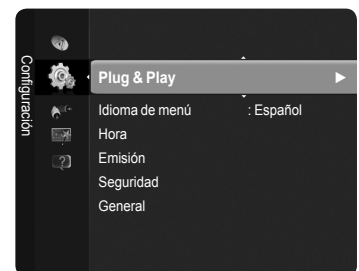 Configuración
Plug & Play
Idioma de menú : Español
Hora
Emisión
Seguridad
General